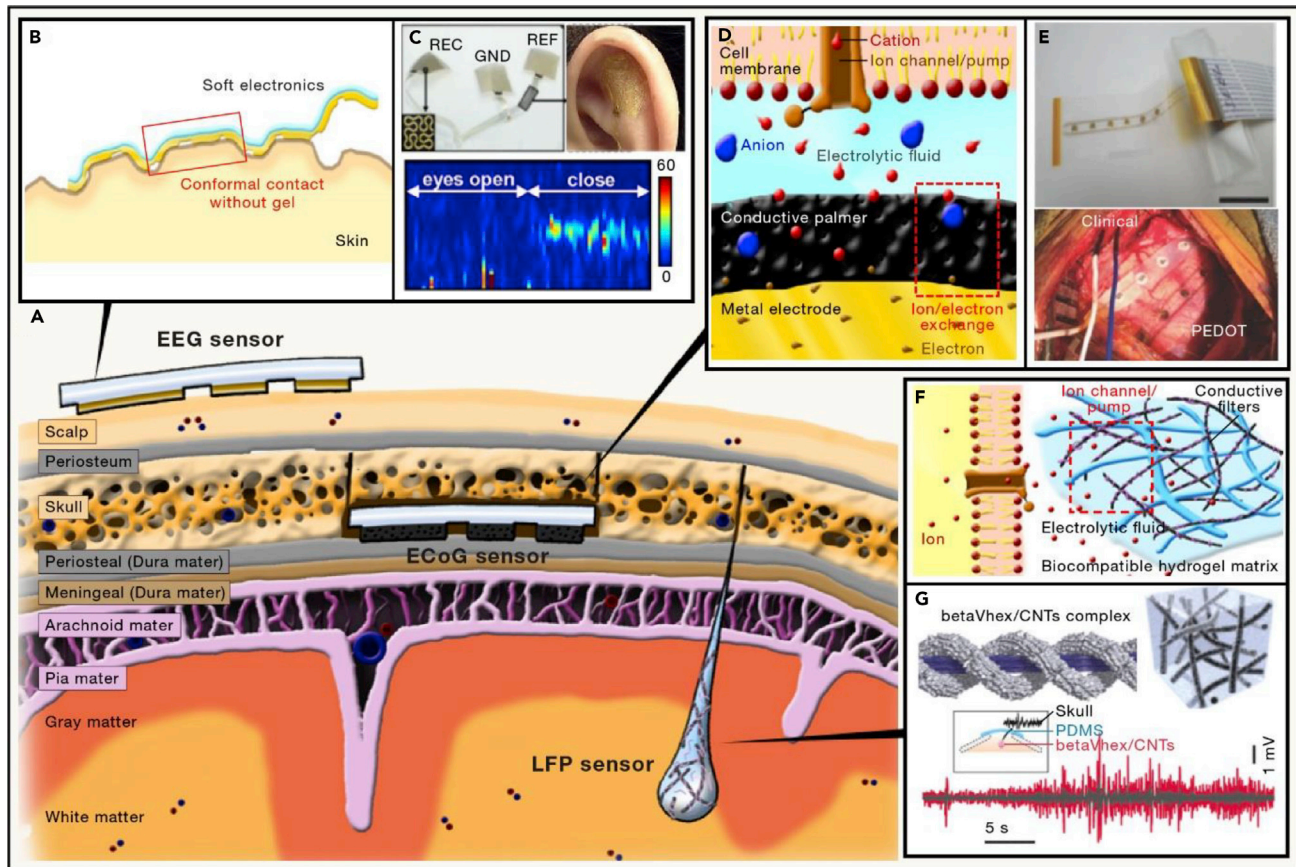 B
Soft electronics
Conformal contact
without gel
Skin
C
REC
GND
REF
eyes open
close
60
0
D
Cell
membrane
Cation
Ion channel/pump
Anion
Electrolytic fluid
Conductive palmer
Metal electrode
Ion/electron
exchange
Electron
E
Clinical
PEDOT
A
EEG sensor
Scalp
Periosteum
Skull
ECoG sensor
Periosteal (Dura mater)
Meningeal (Dura mater)
Arachnoid mater
Pia mater
Gray matter
LFP sensor
White matter
F
Ion channel/
pump
Conductive
filters
Ion
Electrolytic fluid
Biocompatible hydrogel matrix
G
betaVhex/CNTs complex
Skull
PDMS
betaVhex/CNTs
1 mV
5 s